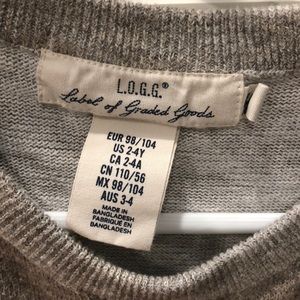 L.O.G.G.®
Label of Graded Goods
EUR 98/104
US 2-4Y
CA 2-4A
CN 110/56
MX 98/104
AUS 3-4
MADE IN
BANGLADESH
FABRIQUÉ EN
BANGLADESH